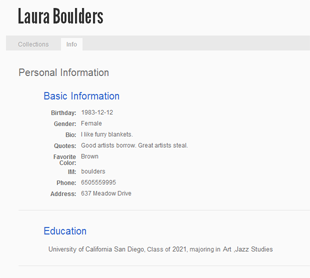 Laura Boulders
Collections Info
Personal Information
Basic Information
Birthday: 1983-12-12
Gender: Female
Bio: I like furry blankets.
Quotes: Good artists borrow. Great artists steal.
Favorite Brown
Color:
IM: boulders
Phone: 6505559995
Address: 637 Meadow Drive
Education
University of California San Diego, Class of 2021, majoring in Art ,Jazz Studies